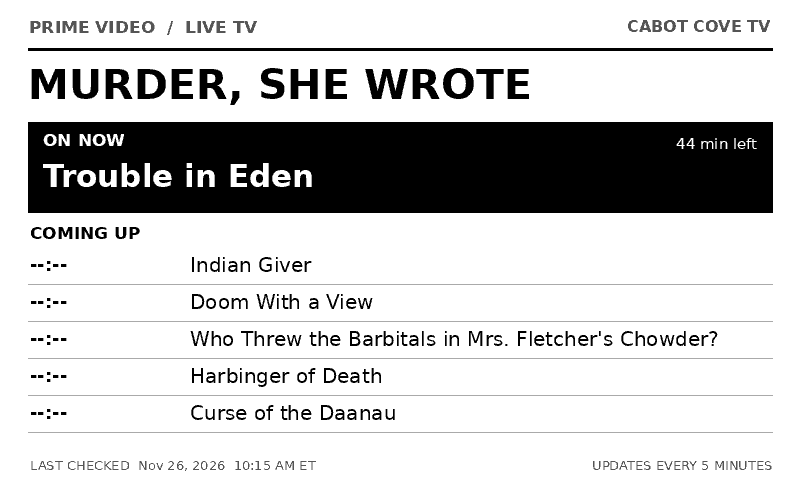 PRIME VIDEO / LIVE TV
CABOT COVE TV
MURDER, SHE WROTE
ON NOW
44 min left
Trouble in Eden
COMING UP
--:-- Indian Giver
--:-- Doom With a View
--:-- Who Threw the Barbitals in Mrs. Fletcher's Chowder?
--:-- Harbinger of Death
--:-- Curse of the Daanau
LAST CHECKED Nov 26, 2026 10:15 AM ET
UPDATES EVERY 5 MINUTES